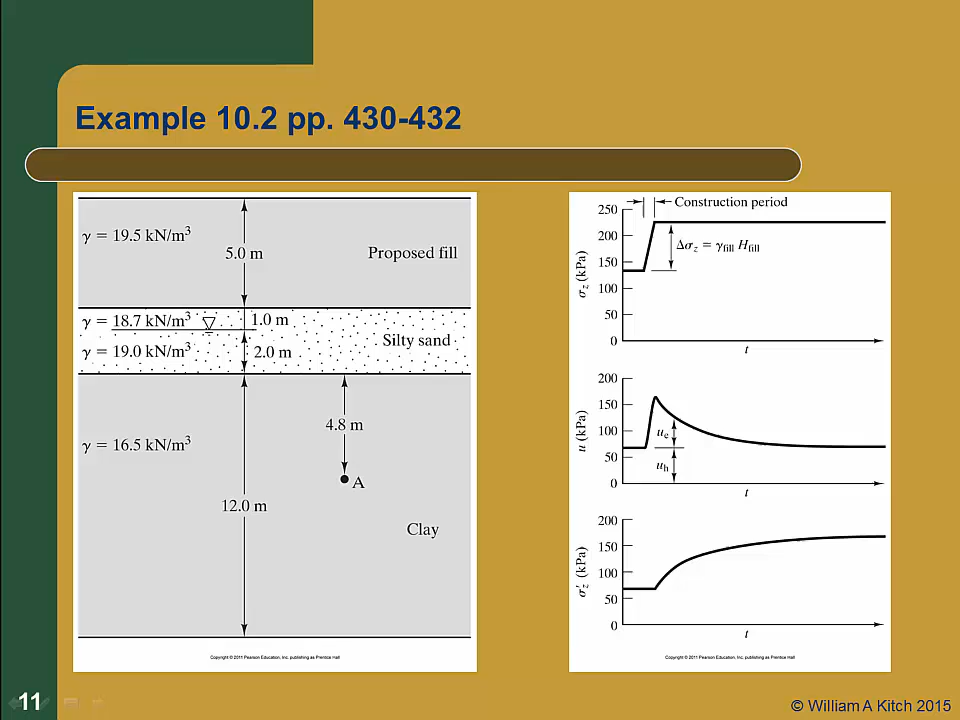 Example 10.2 pp. 430-432
γ = 19.5 kN/m³
5.0 m
Proposed fill
γ = 18.7 kN/m³
1.0 m
γ = 19.0 kN/m³
2.0 m
Silty sand
4.8 m
γ = 16.5 kN/m³
A
12.0 m
Clay
Copyright © 2011 Pearson Education, Inc. publishing as Prentice Hall
Construction period
250
200
150
100
50
0
σz (kPa)
Δσz = γfill Hfill
t
200
150
100
50
0
u (kPa)
ue
uh
t
200
150
100
50
0
σ′z (kPa)
t
Copyright © 2011 Pearson Education, Inc. publishing as Prentice Hall
11
© William A Kitch 2015